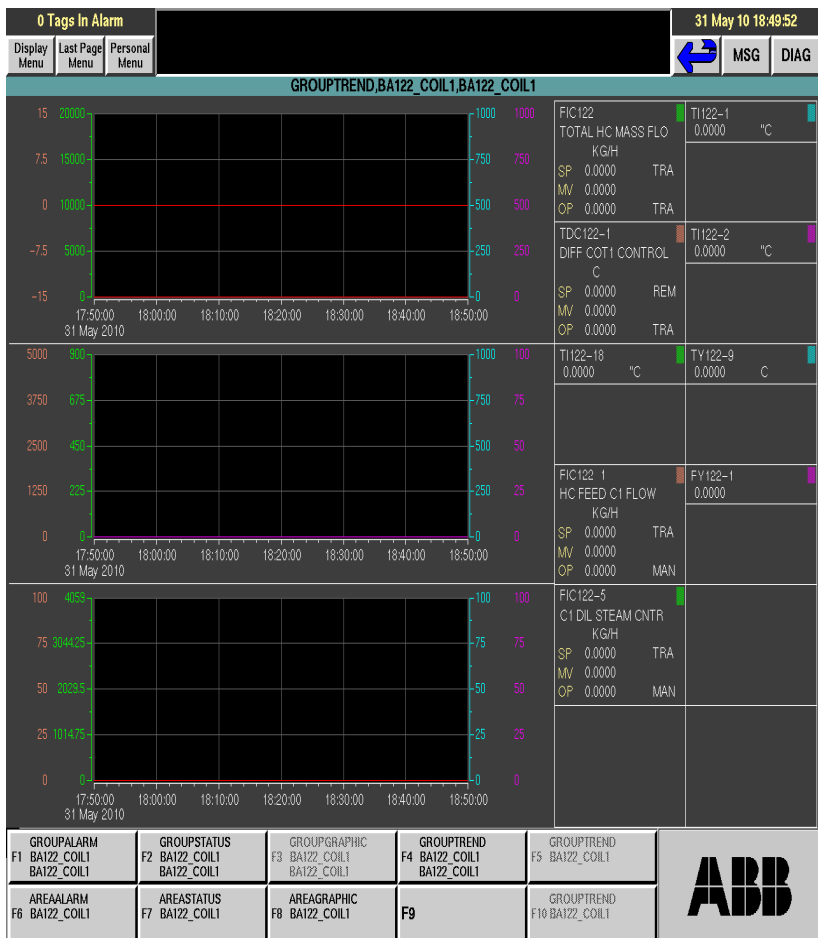 0 Tags In Alarm
31 May 10 18:49:52
Display Menu
Last Page Menu
Personal Menu
MSG
DIAG
GROUPTREND,BA122_COIL1,BA122_COIL1
15 20000 1000 1000
7.5 15000 750 750
0 10000 500 500
-7.5 5000 250 250
-15 0 0 0
17:50:00 18:00:00 18:10:00 18:20:00 18:30:00 18:40:00 18:50:00
31 May 2010
FIC122
TOTAL HC MASS FLO
KG/H
SP 0.0000 TRA
MV 0.0000
OP 0.0000 TRA
TI122-1
0.0000 "C
TDC122-1
DIFF COT1 CONTROL
C
SP 0.0000 REM
MV 0.0000
OP 0.0000 TRA
TI122-2
0.0000 "C
5000 900 1000 100
3750 675 750 75
2500 450 500 50
1250 225 250 25
0 0 0 0
17:50:00 18:00:00 18:10:00 18:20:00 18:30:00 18:40:00 18:50:00
31 May 2010
TI122-18
0.0000 "C
TY122-9
0.0000 C
FIC122 1
HC FEED C1 FLOW
KG/H
SP 0.0000 TRA
MV 0.0000
OP 0.0000 MAN
FY122-1
0.0000
100 4059 100 100
75 3044.25 75 75
50 2029.5 50 50
25 1014.75 25 25
0 0 0 0
17:50:00 18:00:00 18:10:00 18:20:00 18:30:00 18:40:00 18:50:00
31 May 2010
FIC122-5
C1 DIL STEAM CNTR
KG/H
SP 0.0000 TRA
MV 0.0000
OP 0.0000 MAN
GROUPALARM
F1 BA122_COIL1
BA122_COIL1
GROUPSTATUS
F2 BA122_COIL1
BA122_COIL1
GROUPGRAPHIC
F3 BA122_COIL1
BA122_COIL1
GROUPTREND
F4 BA122_COIL1
BA122_COIL1
GROUPTREND
F5 BA122_COIL1
AREAALARM
F6 BA122_COIL1
AREASTATUS
F7 BA122_COIL1
AREAGRAPHIC
F8 BA122_COIL1
F9
GROUPTREND
F10 BA122_COIL1
ABB